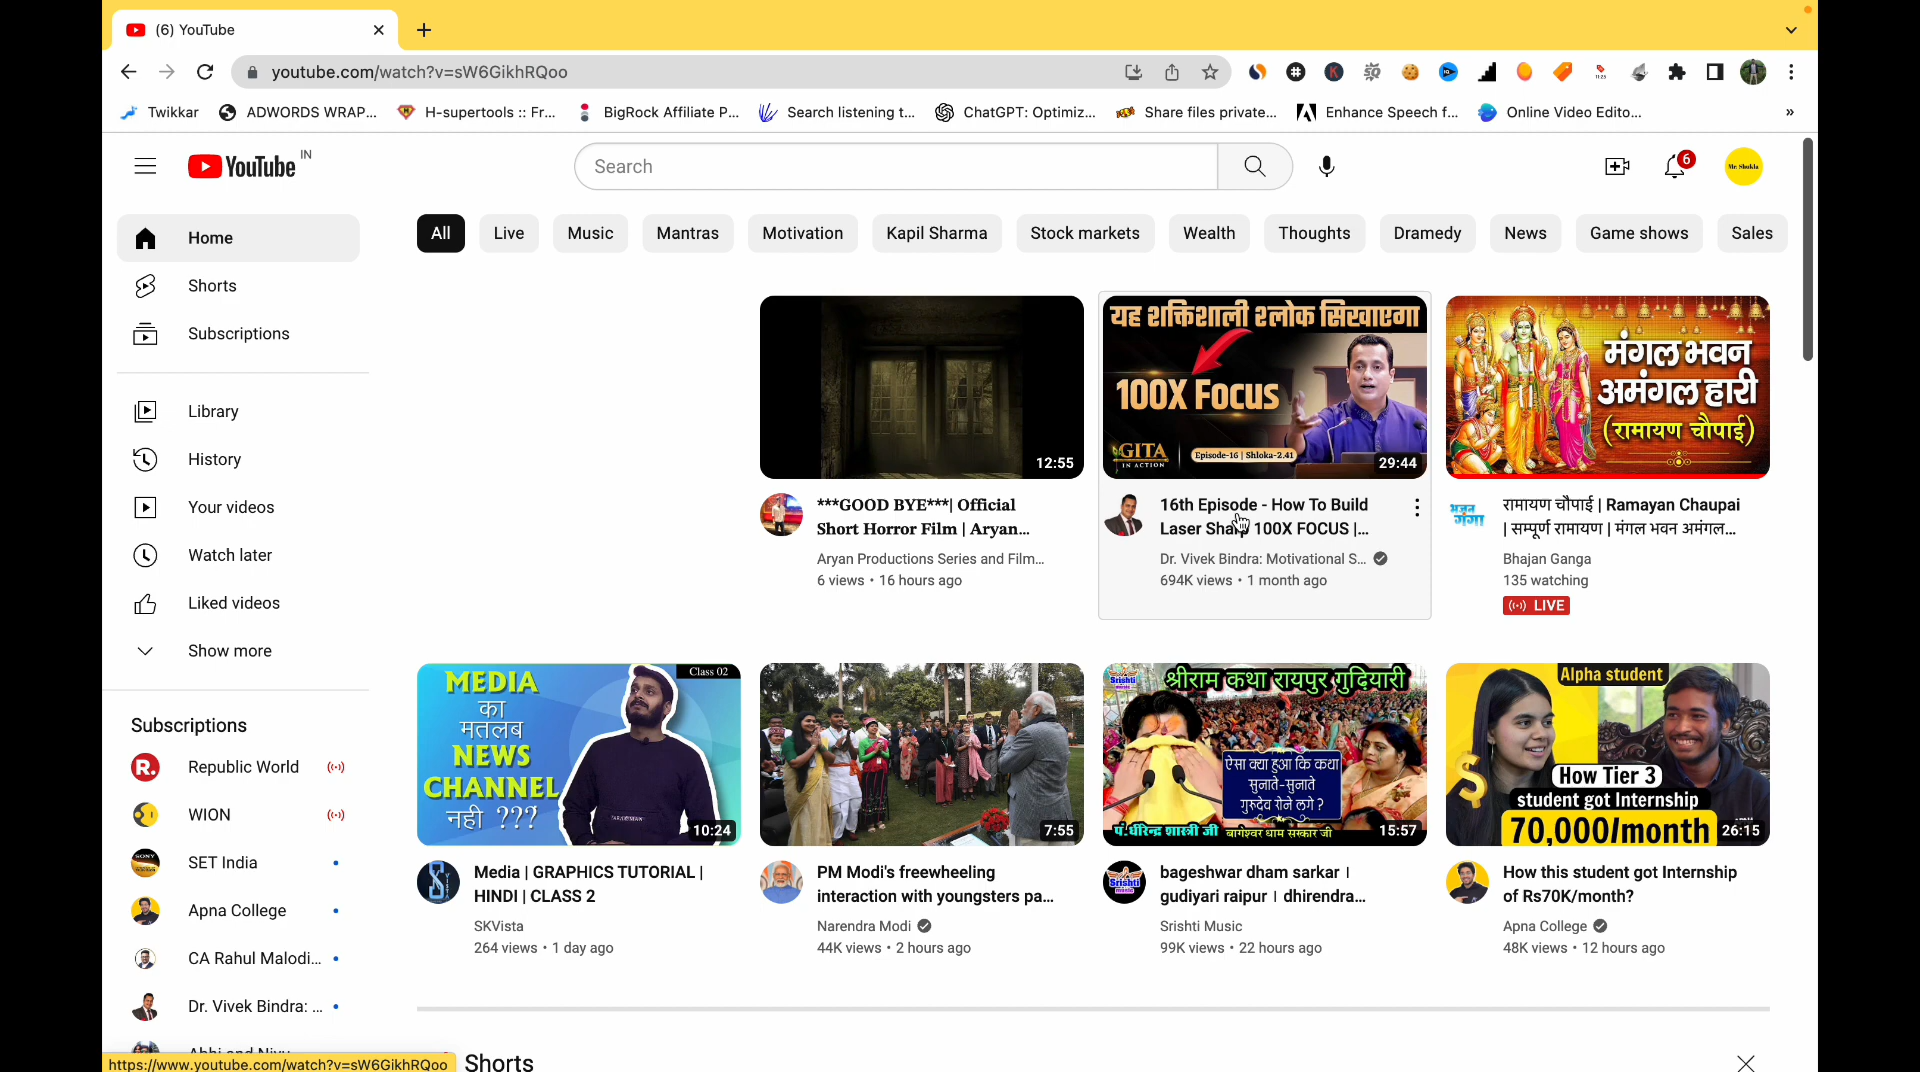 (6) YouTube
youtube.com/watch?v=sW6GikhRQoo
Twikkar ADWORDS WRAP... H-supertools :: Fr... BigRock Affiliate P... Search listening t... ChatGPT: Optimiz... Share files private... Enhance Speech f... Online Video Edito... »
YouTube IN
Search
6
Mr. Shukla
Home
Shorts
Subscriptions
Library
History
Your videos
Watch later
Liked videos
Show more
Subscriptions
Republic World
WION
SET India
Apna College
CA Rahul Malodi...
Dr. Vivek Bindra: ...
https://www.youtube.com/watch?v=sW6GikhRQoo
All Live Music Mantras Motivation Kapil Sharma Stock markets Wealth Thoughts Dramedy News Game shows Sales
12:55
***GOOD BYE***| Official
Short Horror Film | Aryan...
Aryan Productions Series and Film...
6 views • 16 hours ago
यह शक्तिशाली श्लोक सिखाएगा
100X Focus
GITA
IN ACTION
Episode-16 | Shloka-2.41
29:44
16th Episode - How To Build
Laser Sharp 100X FOCUS |...
Dr. Vivek Bindra: Motivational S...
694K views • 1 month ago
मंगल भवन
अमंगल हारी
(रामायण चौपाई)
भजन
गंगा
रामायण चौपाई | Ramayan Chaupai
| सम्पूर्ण रामायण | मंगल भवन अमंगल...
Bhajan Ganga
135 watching
LIVE
Class 02
MEDIA
का
मतलब
NEWS
CHANNEL
नही ???
10:24
Media | GRAPHICS TUTORIAL |
HINDI | CLASS 2
SKVista
264 views • 1 day ago
7:55
PM Modi's freewheeling
interaction with youngsters pa...
Narendra Modi
44K views • 2 hours ago
Srishti
music
श्रीराम कथा रायपुर गुढियारी
ऐसा क्या हुआ कि कथा
सुनाते-सुनाते
गुरुदेव रोने लगे ?
पं.धीरेन्द्र शास्त्री जी बागेश्वर धाम सरकार जी
15:57
Srishti
music
bageshwar dham sarkar ।
gudiyari raipur । dhirendra...
Srishti Music
99K views • 22 hours ago
Alpha student
$
How Tier 3
student got Internship
70,000/month
26:15
How this student got Internship
of Rs70K/month?
Apna College
48K views • 12 hours ago
Shorts